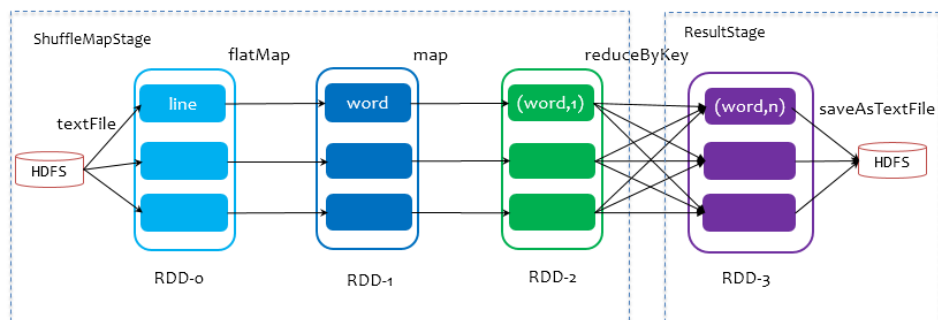 ShuffleMapStage
ResultStage
flatMap
map
reduceByKey
line
word
(word,1)
(word,n)
saveAsTextFile
textFile
HDFS
HDFS
RDD-0
RDD-1
RDD-2
RDD-3